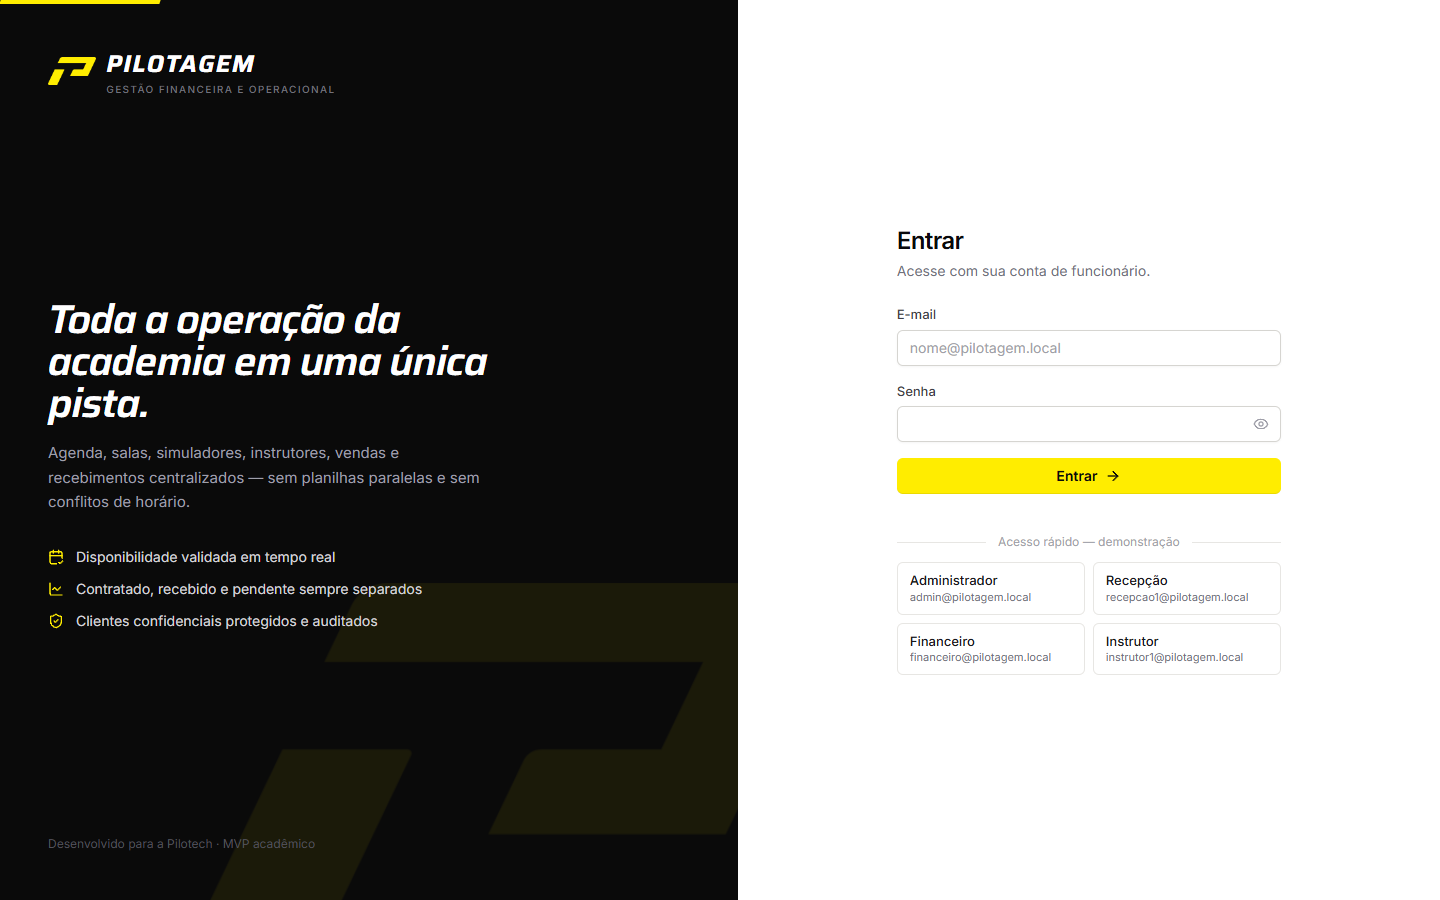 PILOTAGEM
GESTÃO FINANCEIRA E OPERACIONAL
Toda a operação da
academia em uma única
pista.
Agenda, salas, simuladores, instrutores, vendas e
recebimentos centralizados — sem planilhas paralelas e sem
conflitos de horário.
Disponibilidade validada em tempo real
Contratado, recebido e pendente sempre separados
Clientes confidenciais protegidos e auditados
Desenvolvido para a Pilotech · MVP acadêmico
Entrar
Acesse com sua conta de funcionário.
E-mail
nome@pilotagem.local
Senha
Entrar
Acesso rápido — demonstração
Administrador
admin@pilotagem.local
Recepção
recepcao1@pilotagem.local
Financeiro
financeiro@pilotagem.local
Instrutor
instrutor1@pilotagem.local